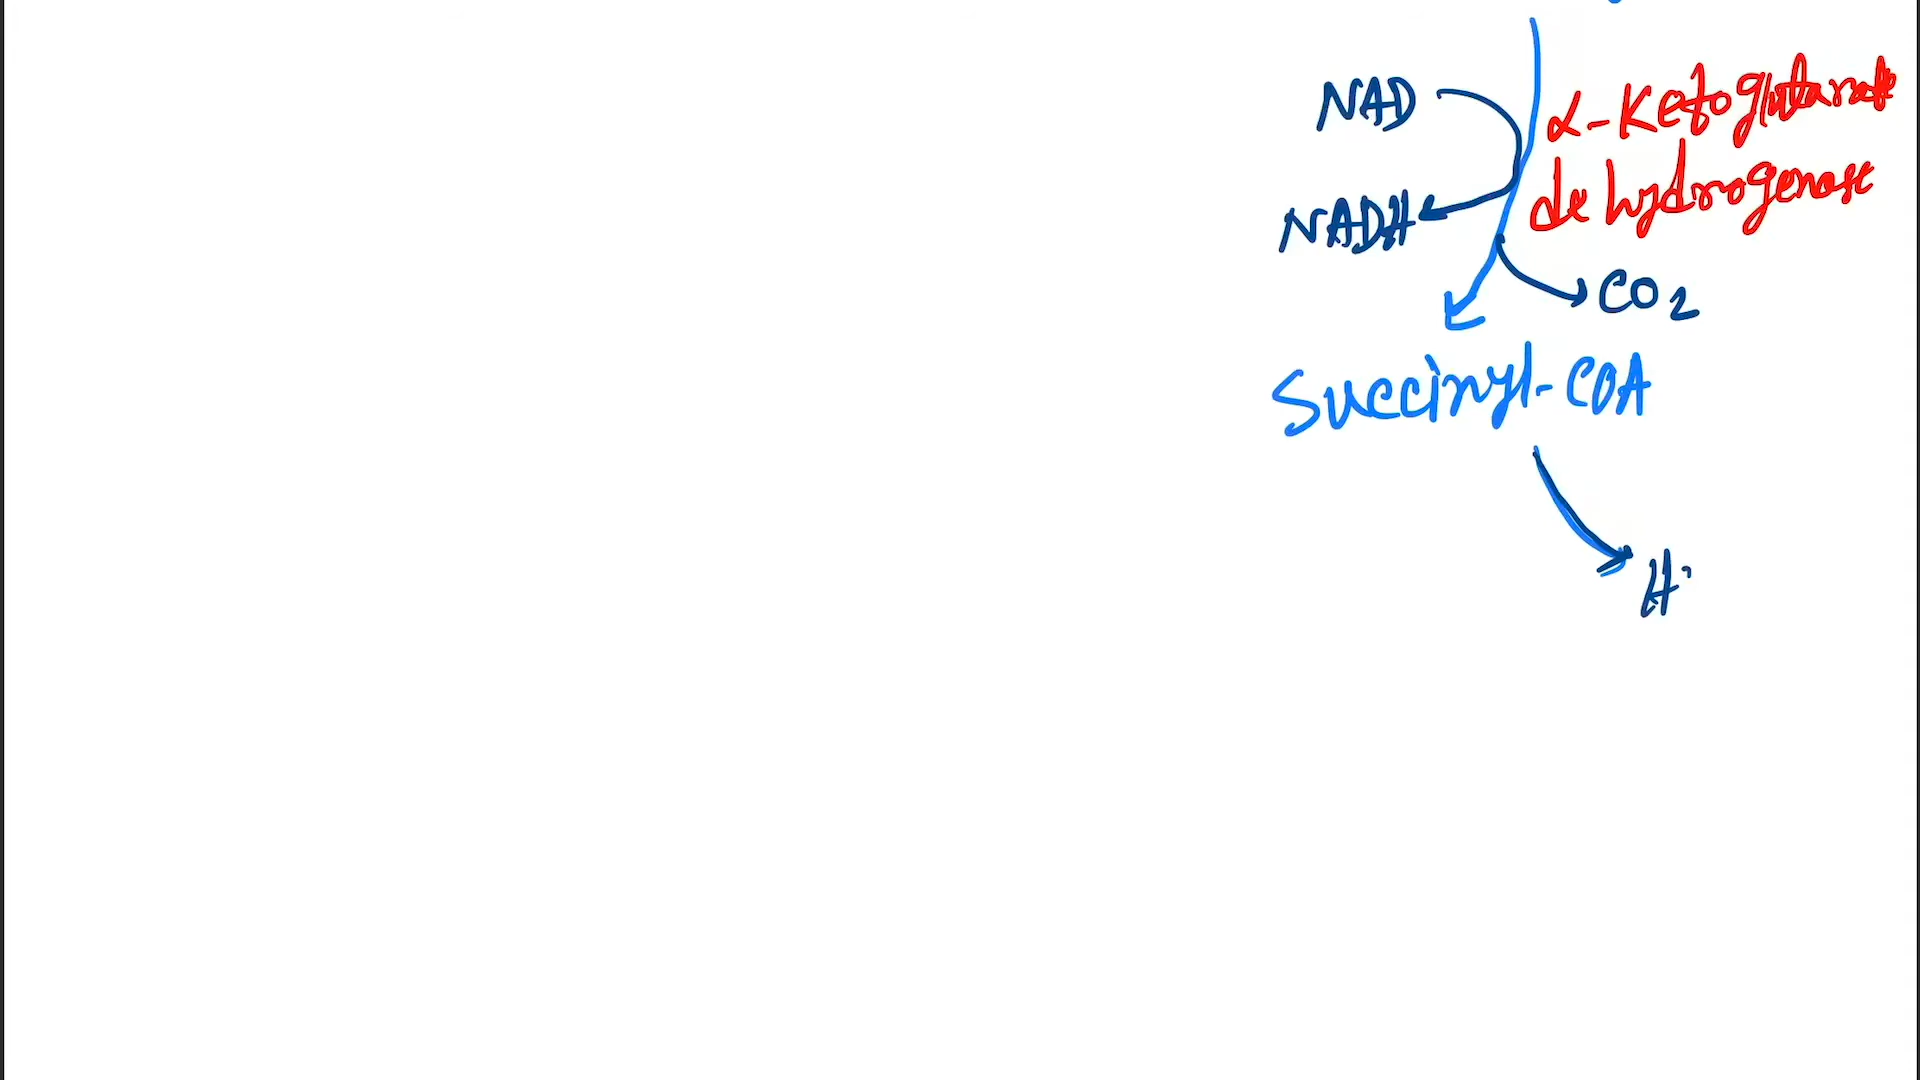 NAD
α-Ketoglutarate
dehydrogenase
NADH
CO2
Succinyl-COA
H